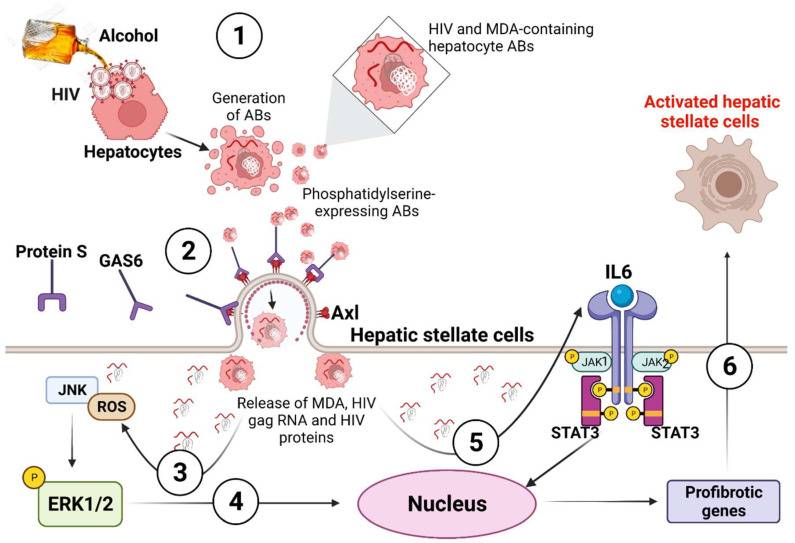 Alcohol
1
HIV and MDA-containing
hepatocyte ABs
HIV
Generation
of ABs
Hepatocytes
Activated hepatic
stellate cells
Phosphatidylserine-
expressing ABs
2
Protein S
GAS6
IL6
Axl
Hepatic stellate cells
P
JAK1
JAK2
P
6
JNK
ROS
Release of MDA, HIV
gag RNA and HIV
proteins
P
P
P
P
STAT3
STAT3
5
3
P
ERK1/2
4
Nucleus
Profibrotic
genes